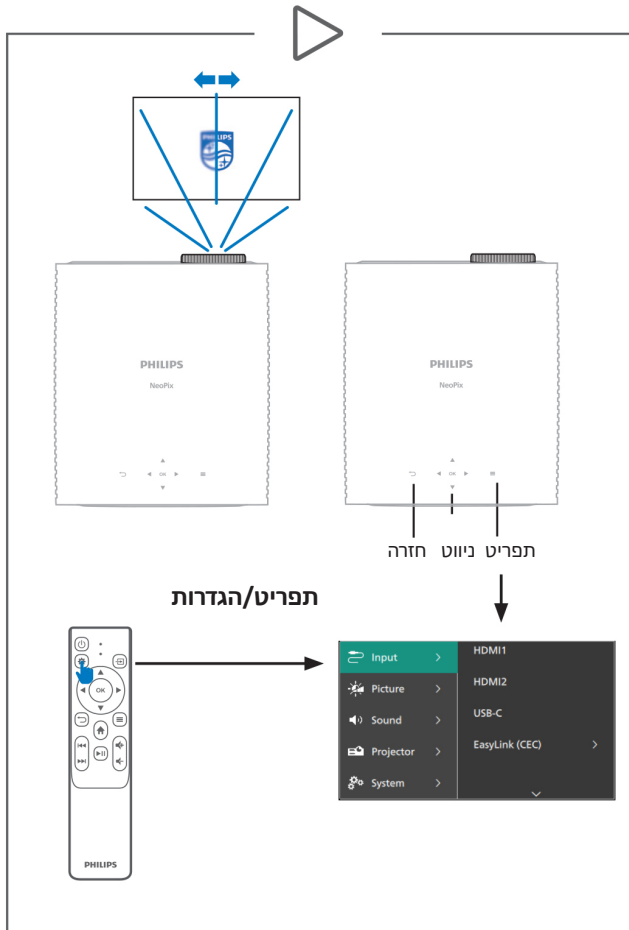 PHILIPS
PHILIPS
NeoPix
OK
PHILIPS
NeoPix
OK
תפריט
ניווט
חזרה
תפריט/הגדרות
OK
PHILIPS
Input
Picture
Sound
Projector
System
HDMI1
HDMI2
USB-C
EasyLink (CEC)